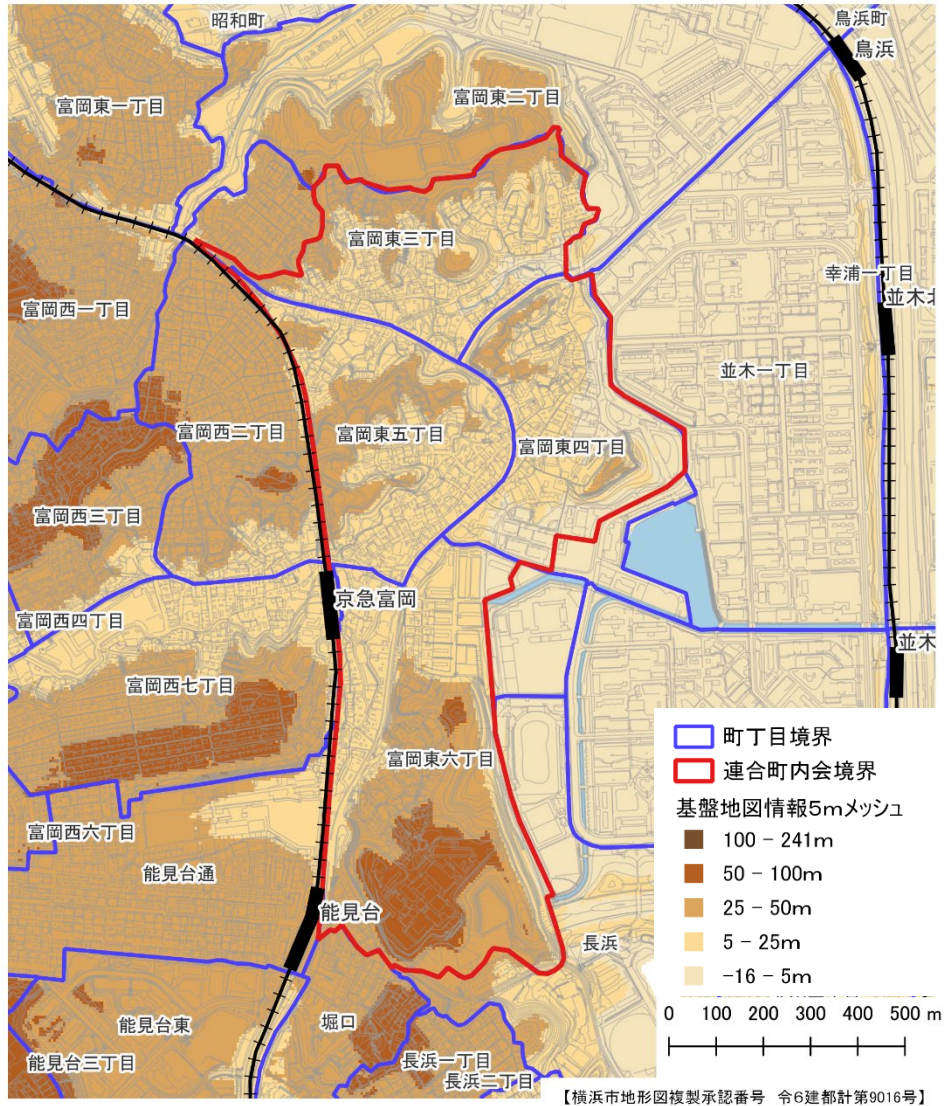 昭和町
鳥浜町
鳥浜
富岡東一丁目
富岡東二丁目
富岡東三丁目
幸浦一丁目
並木北
富岡西一丁目
並木一丁目
富岡西二丁目
富岡東五丁目
富岡東四丁目
富岡西三丁目
京急富岡
富岡西四丁目
並木
富岡西七丁目
富岡東六丁目
富岡西六丁目
能見台通
能見台
長浜
能見台東
堀口
能見台三丁目
長浜一丁目
長浜二丁目
町丁目境界
連合町内会境界
基盤地図情報5mメッシュ
100 - 241m
50 - 100m
25 - 50m
5 - 25m
-16 - 5m
0 100 200 300 400 500 m
【横浜市地形図複製承認番号 令6建都計第9016号】